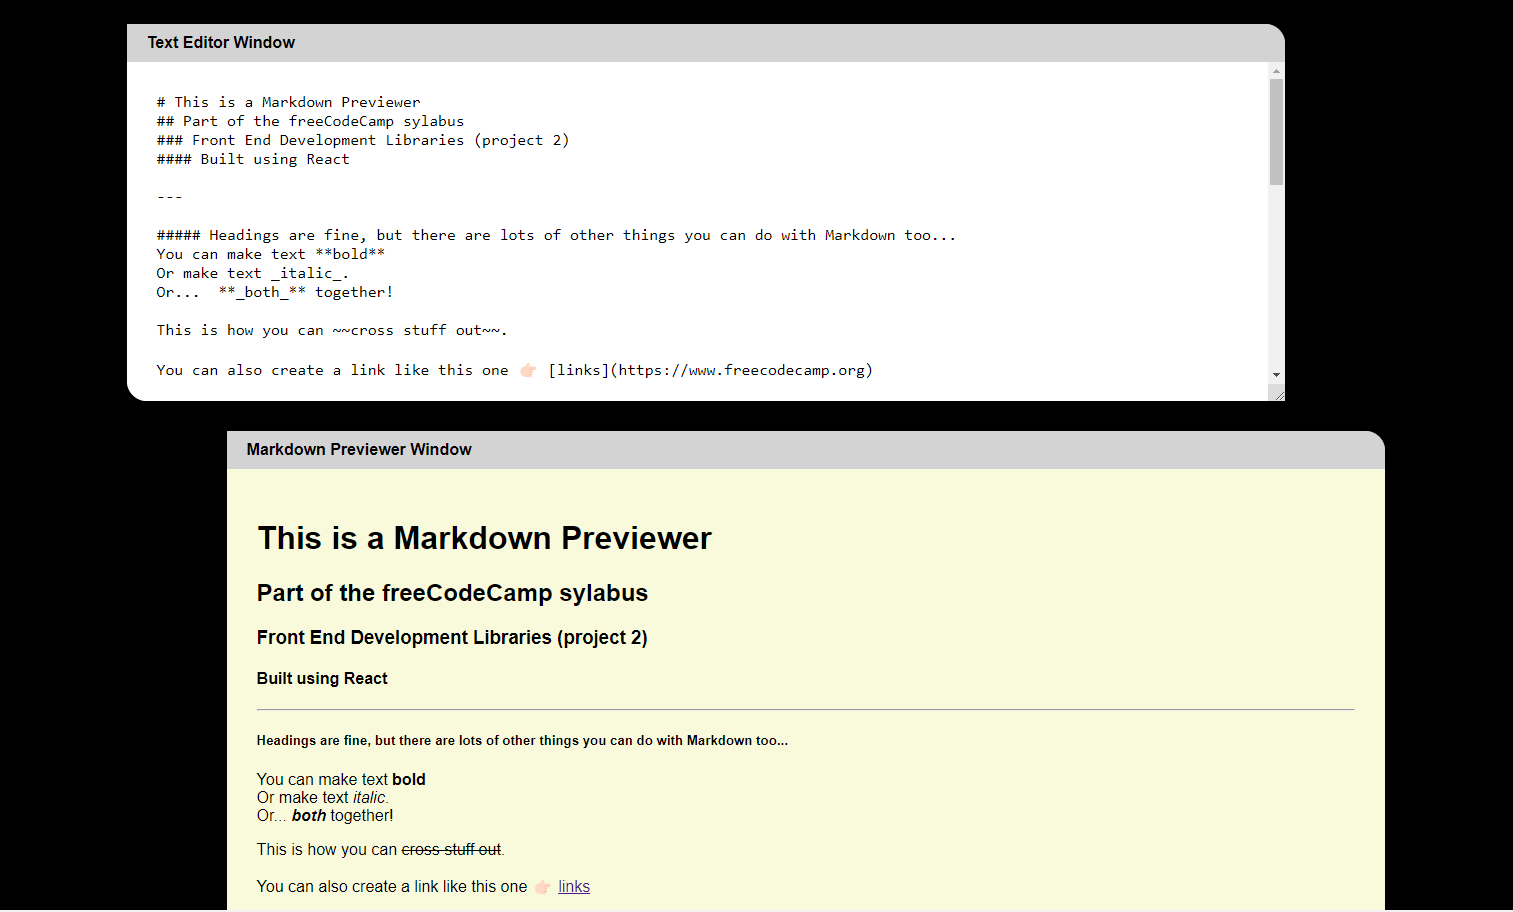 Text Editor Window
# This is a Markdown Previewer
## Part of the freeCodeCamp sylabus
### Front End Development Libraries (project 2)
#### Built using React
---
##### Headings are fine, but there are lots of other things you can do with Markdown too...
You can make text **bold**
Or make text _italic_.
Or...  **_both_** together!
This is how you can ~~cross stuff out~~.
You can also create a link like this one 👉🏻 [links](https://www.freecodecamp.org)
Markdown Previewer Window
This is a Markdown Previewer
Part of the freeCodeCamp sylabus
Front End Development Libraries (project 2)
Built using React
Headings are fine, but there are lots of other things you can do with Markdown too...
You can make text bold
Or make text italic.
Or... both together!
This is how you can cross stuff out.
You can also create a link like this one 👉🏻 links